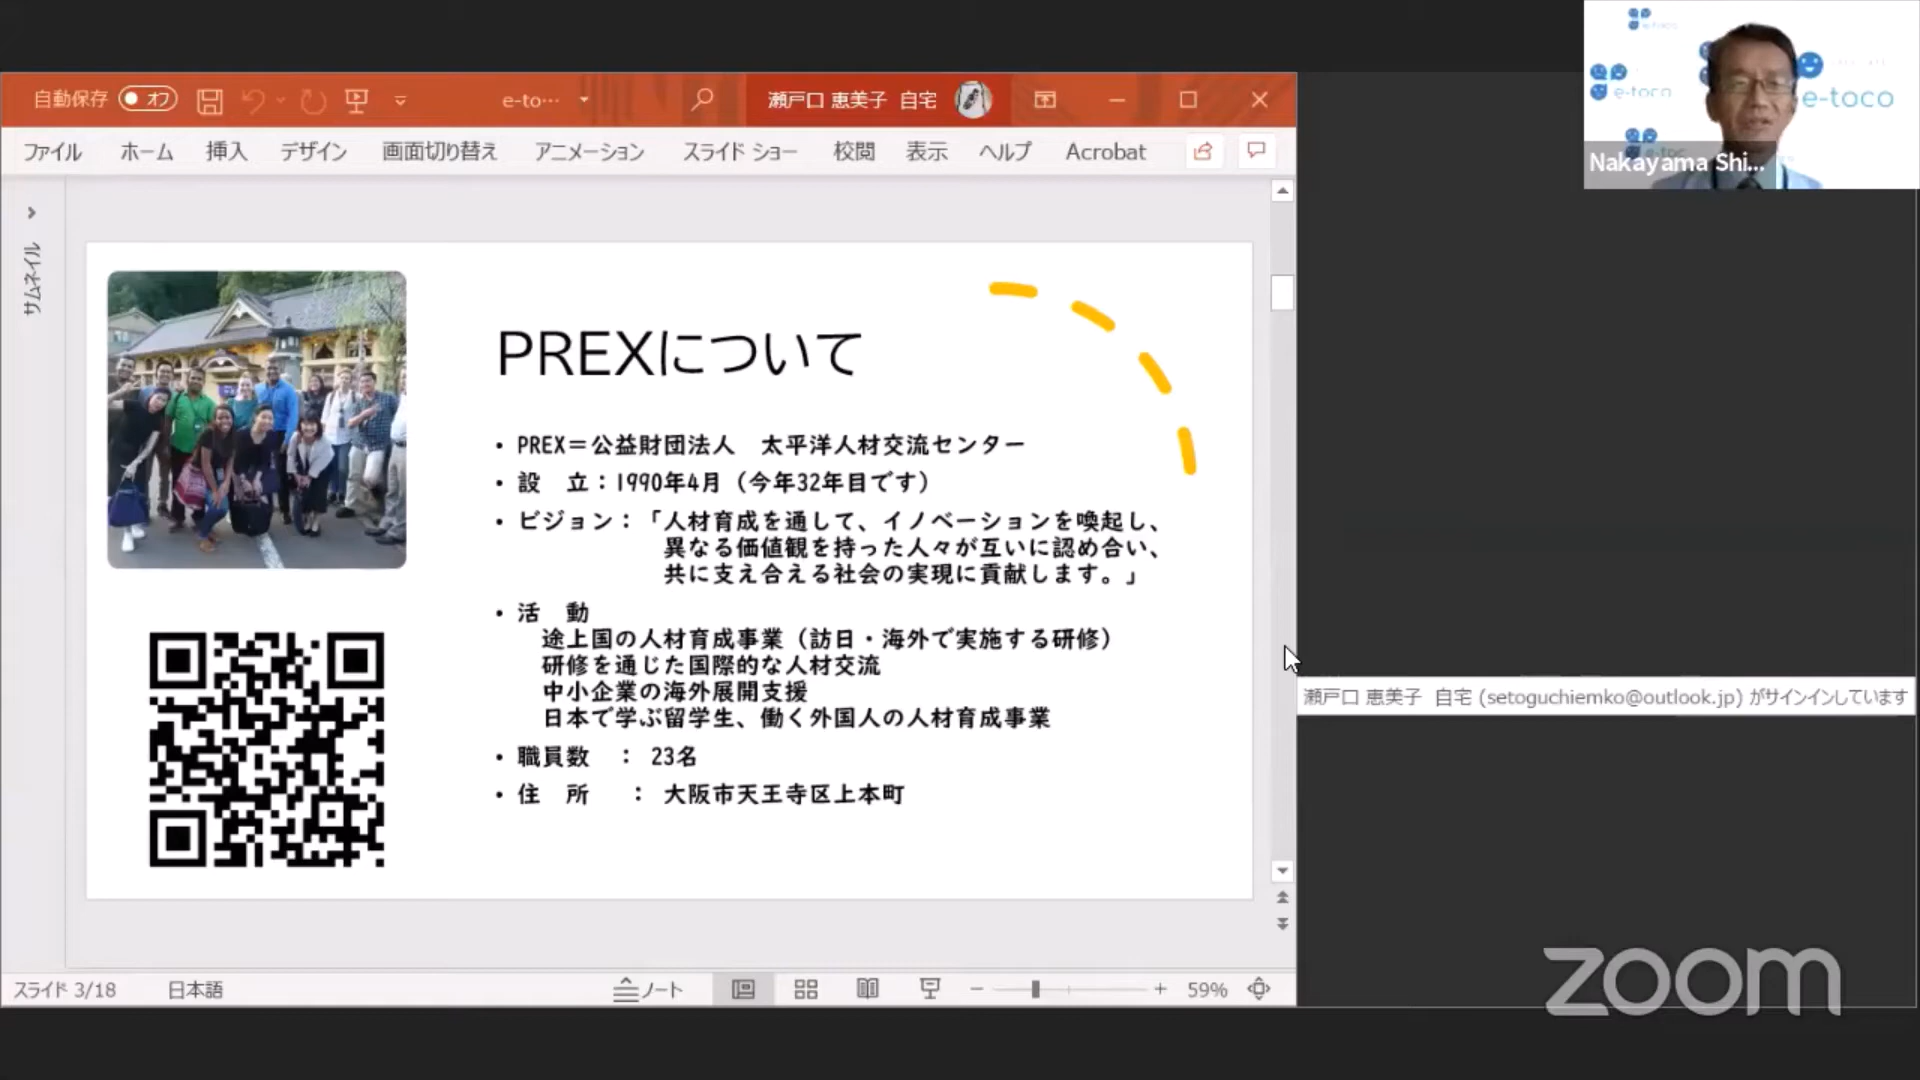 自動保存 オフ
e-to…
瀬戸口 恵美子 自宅
ファイル ホーム 挿入 デザイン 画面切り替え アニメーション スライド ショー 校閲 表示 ヘルプ Acrobat
サムネイル
PREXについて
• PREX＝公益財団法人 太平洋人材交流センター
• 設 立：1990年4月（今年32年目です）
• ビジョン：「人材育成を通して、イノベーションを喚起し、
異なる価値観を持った人々が互いに認め合い、
共に支え合える社会の実現に貢献します。」
• 活 動
途上国の人材育成事業（訪日・海外で実施する研修）
研修を通じた国際的な人材交流
中小企業の海外展開支援
日本で学ぶ留学生、働く外国人の人材育成事業
• 職員数 ： 23名
• 住 所 ： 大阪市天王寺区上本町
スライド 3/18 日本語
ノート
59%
e-toco
e-toco
Nakayama Shi...
瀬戸口 恵美子 自宅 (setoguchiemko@outlook.jp) がサインインしています
zoom